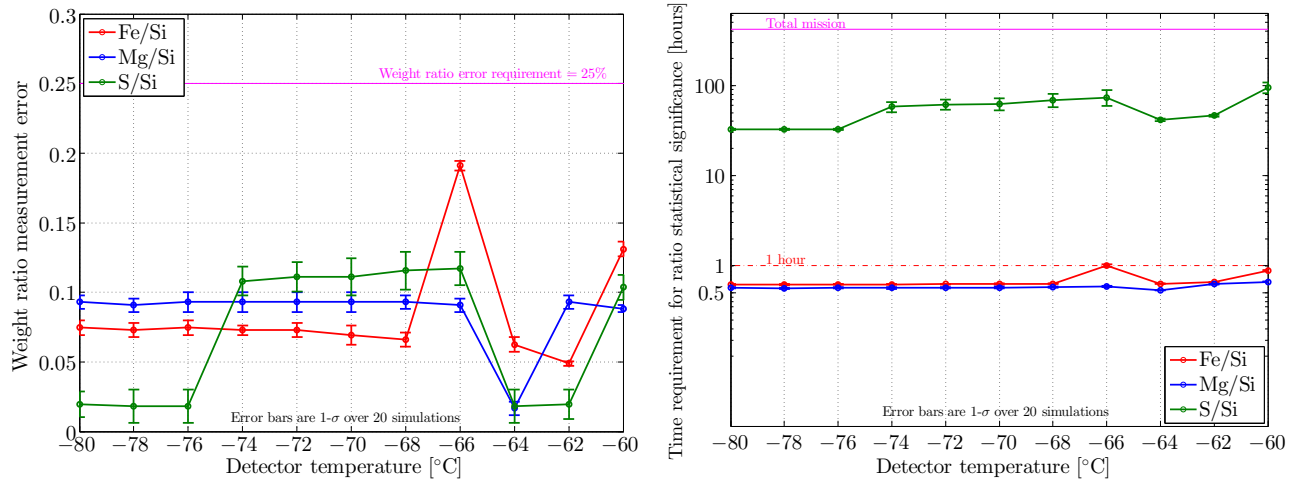 0.3
0.25
0.2
0.15
0.1
0.05
0
Weight ratio measurement error
Fe/Si
Mg/Si
S/Si
Weight ratio error requirement = 25%
Error bars are 1-σ over 20 simulations
−80 −78 −76 −74 −72 −70 −68 −66 −64 −62 −60
Detector temperature [°C]
Time requirement for ratio statistical significance [hours]
100
10
1
0.5
Total mission
1 hour
Fe/Si
Mg/Si
S/Si
Error bars are 1-σ over 20 simulations
−80 −78 −76 −74 −72 −70 −68 −66 −64 −62 −60
Detector temperature [°C]